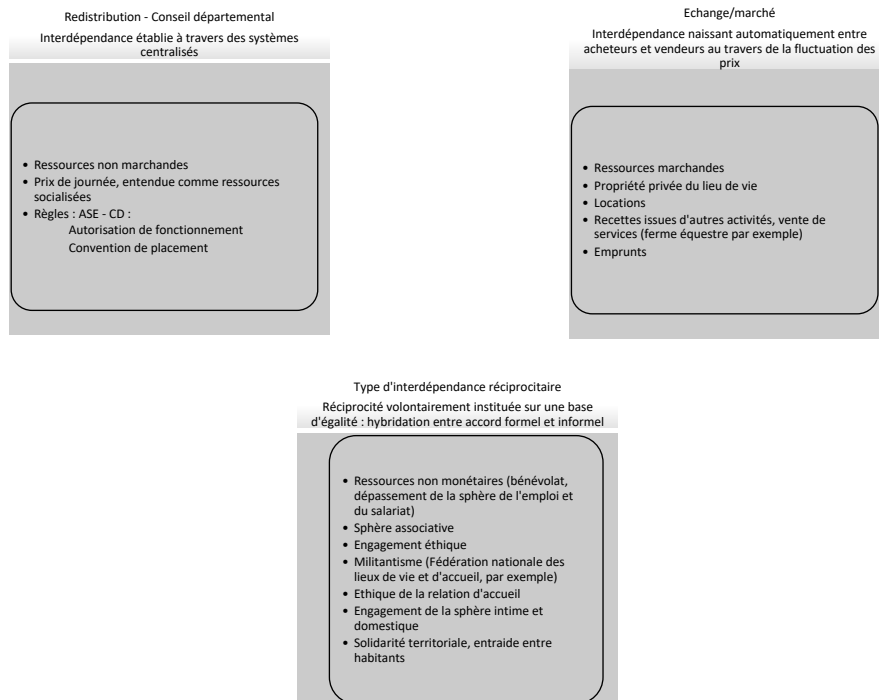 Redistribution - Conseil départemental
Interdépendance établie à travers des systèmes
centralisés
• Ressources non marchandes
• Prix de journée, entendue comme ressources
socialisées
• Règles : ASE - CD :
Autorisation de fonctionnement
Convention de placement
Echange/marché
Interdépendance naissant automatiquement entre
acheteurs et vendeurs au travers de la fluctuation des
prix
• Ressources marchandes
• Propriété privée du lieu de vie
• Locations
• Recettes issues d'autres activités, vente de
services (ferme équestre par exemple)
• Emprunts
Type d'interdépendance réciprocitaire
Réciprocité volontairement instituée sur une base
d'égalité : hybridation entre accord formel et informel
• Ressources non monétaires (bénévolat,
dépassement de la sphère de l'emploi et
du salariat)
• Sphère associative
• Engagement éthique
• Militantisme (Fédération nationale des
lieux de vie et d'accueil, par exemple)
• Ethique de la relation d'accueil
• Engagement de la sphère intime et
domestique
• Solidarité territoriale, entraide entre
habitants